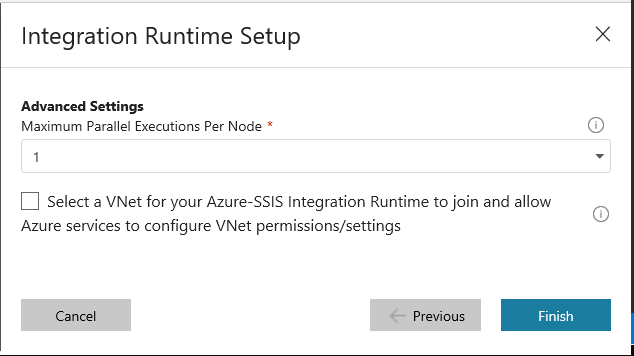 Integration Runtime Setup
Advanced Settings
Maximum Parallel Executions Per Node *
1
Select a VNet for your Azure-SSIS Integration Runtime to join and allow
Azure services to configure VNet permissions/settings
Cancel
Previous
Finish